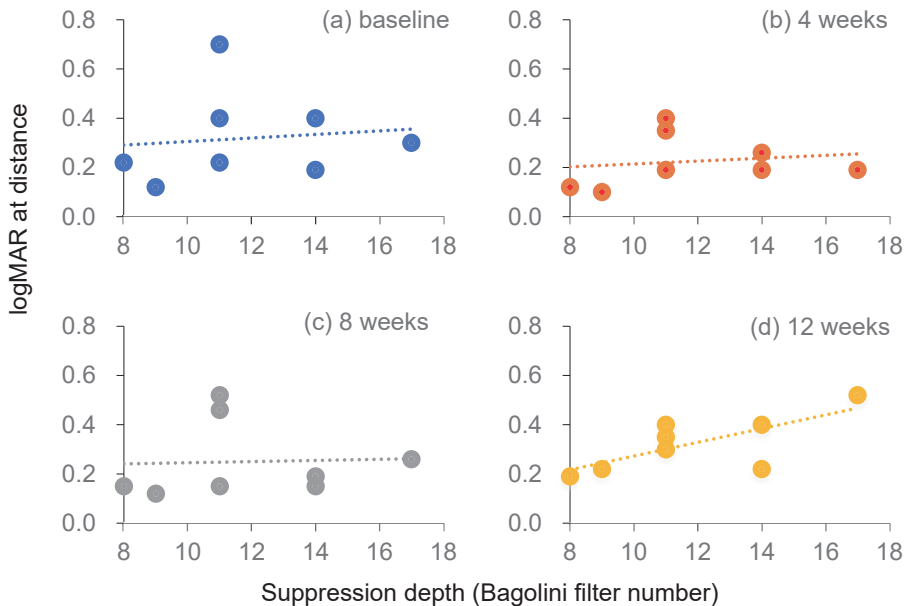 (a) baseline
0.8
0.6
0.4
0.2
0.0
8 10 12 14 16 18
(b) 4 weeks
0.8
0.6
0.4
0.2
0.0
8 10 12 14 16 18
logMAR at distance
(c) 8 weeks
0.8
0.6
0.4
0.2
0.0
8 10 12 14 16 18
(d) 12 weeks
0.8
0.6
0.4
0.2
0.0
8 10 12 14 16 18
Suppression depth (Bagolini filter number)